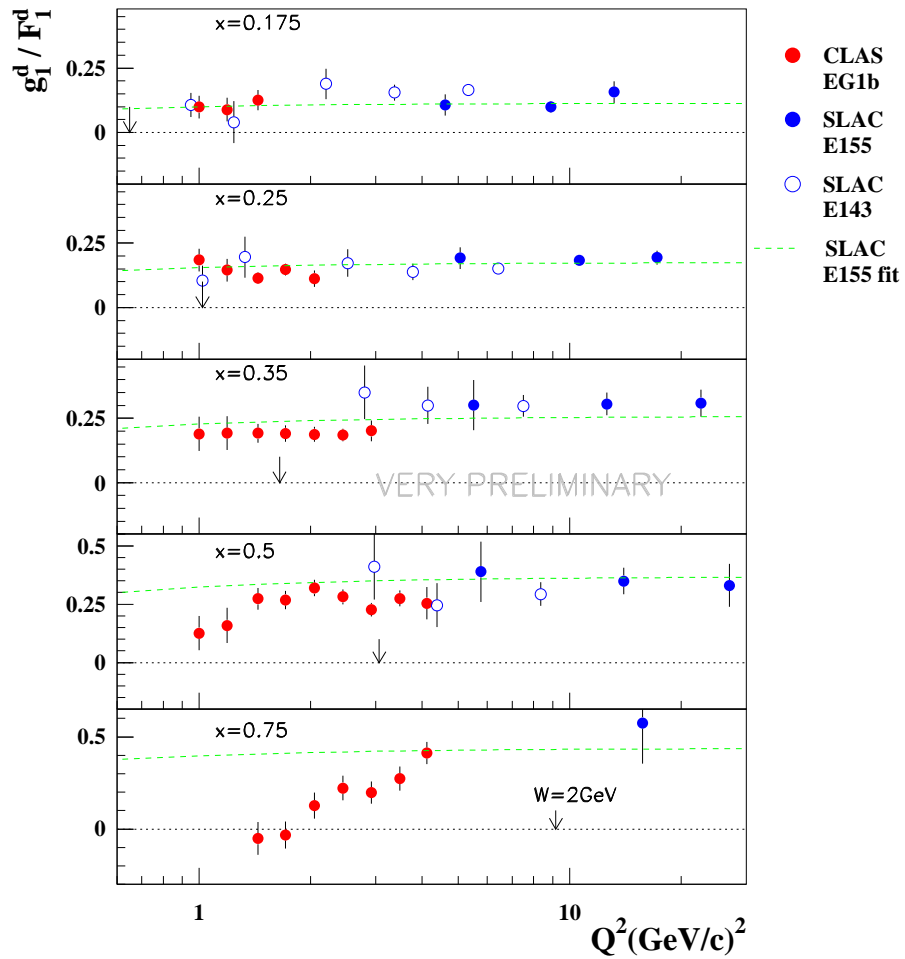 g₁ᵈ / F₁ᵈ
x=0.175
0.25
0
x=0.25
0.25
0
x=0.35
0.25
0
VERY PRELIMINARY
x=0.5
0.5
0.25
0
x=0.75
0.5
0
W=2GeV
1
10
Q²(GeV/c)²
CLAS
EG1b
SLAC
E155
SLAC
E143
SLAC
E155 fit